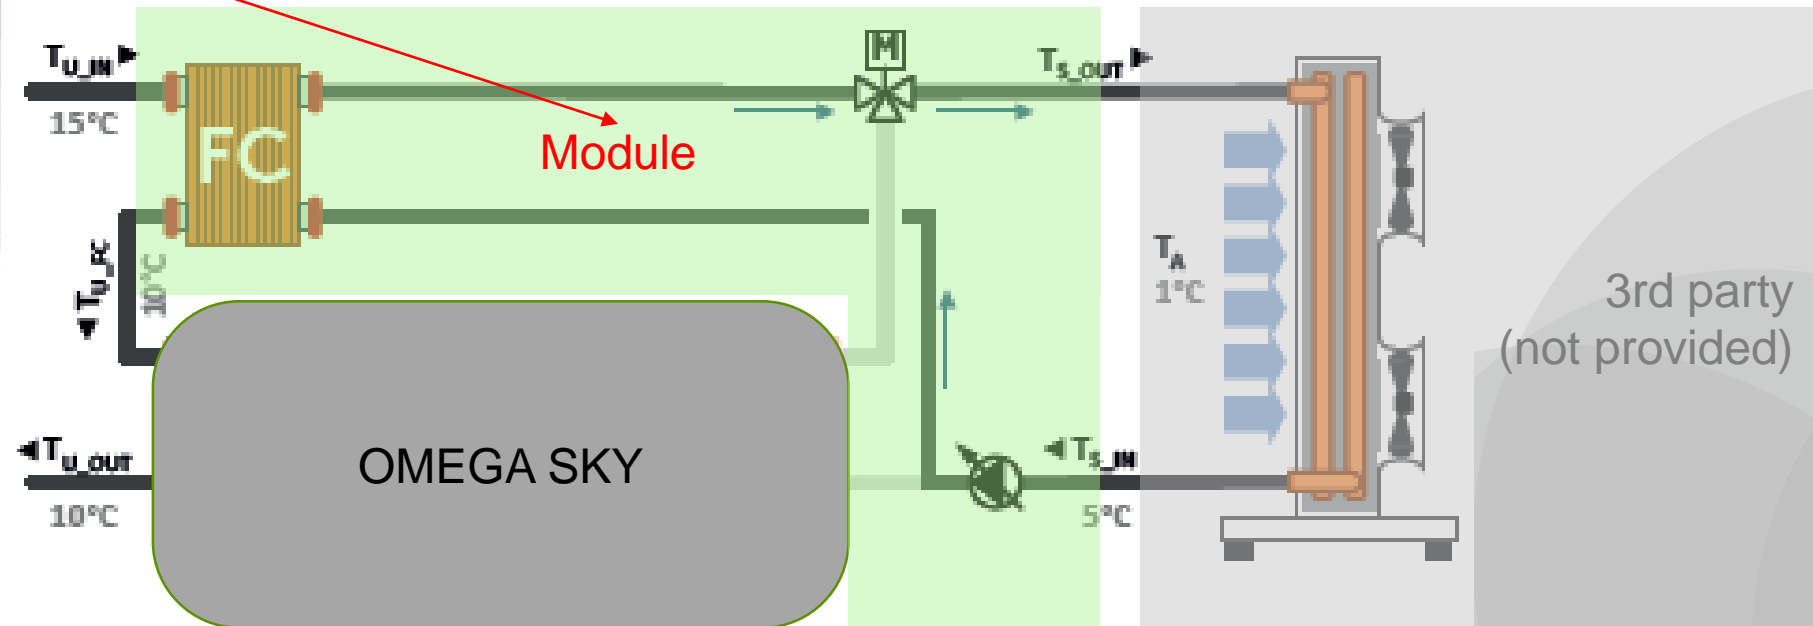 T_U_IN
15°C
FC
M
T_S_OUT
Module
T_U_FC
10°C
T_A
1°C
3rd party
(not provided)
T_U_OUT
10°C
OMEGA SKY
T_S_IN
5°C